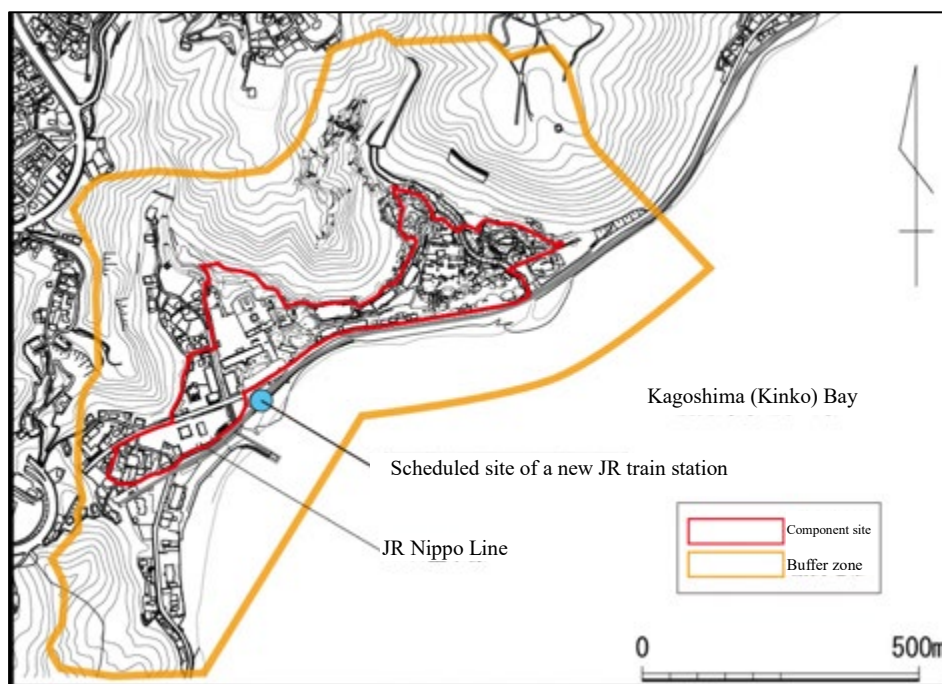 Kagoshima (Kinko) Bay
Scheduled site of a new JR train station
JR Nippo Line
Component site
Buffer zone
0 500m